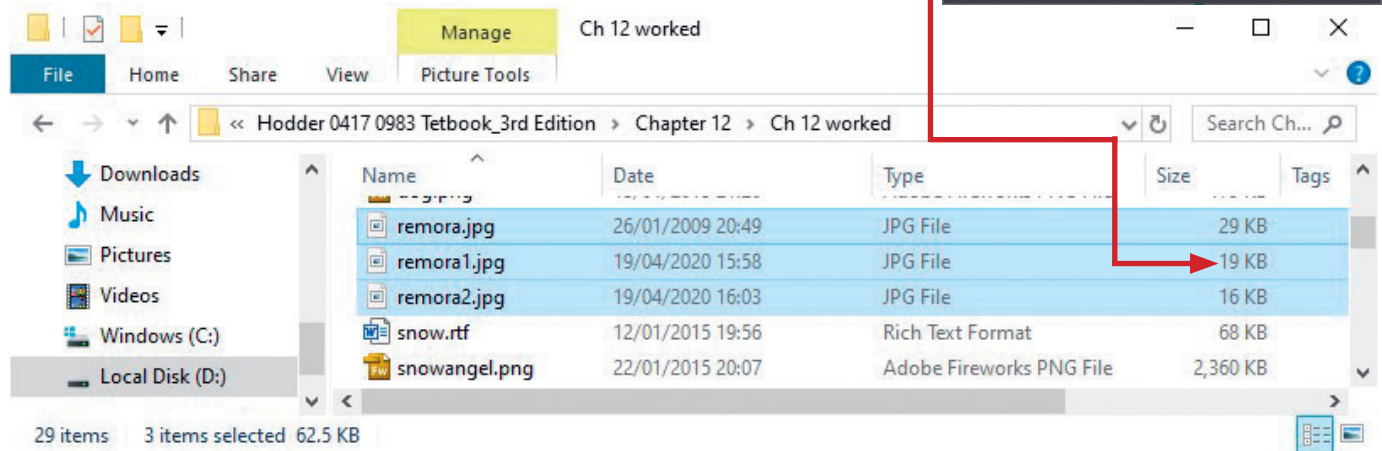 Manage Ch 12 worked
File Home Share View Picture Tools
« Hodder 0417 0983 Tetbook_3rd Edition > Chapter 12 > Ch 12 worked Search Ch...
Downloads Name Date Type Size Tags
Music
remora.jpg 26/01/2009 20:49 JPG File 29 KB
Pictures remora1.jpg 19/04/2020 15:58 JPG File 19 KB
Videos remora2.jpg 19/04/2020 16:03 JPG File 16 KB
Windows (C:) snow.rtf 12/01/2015 19:56 Rich Text Format 68 KB
Local Disk (D:) snowangel.png 22/01/2015 20:07 Adobe Fireworks PNG File 2,360 KB
29 items 3 items selected 62.5 KB